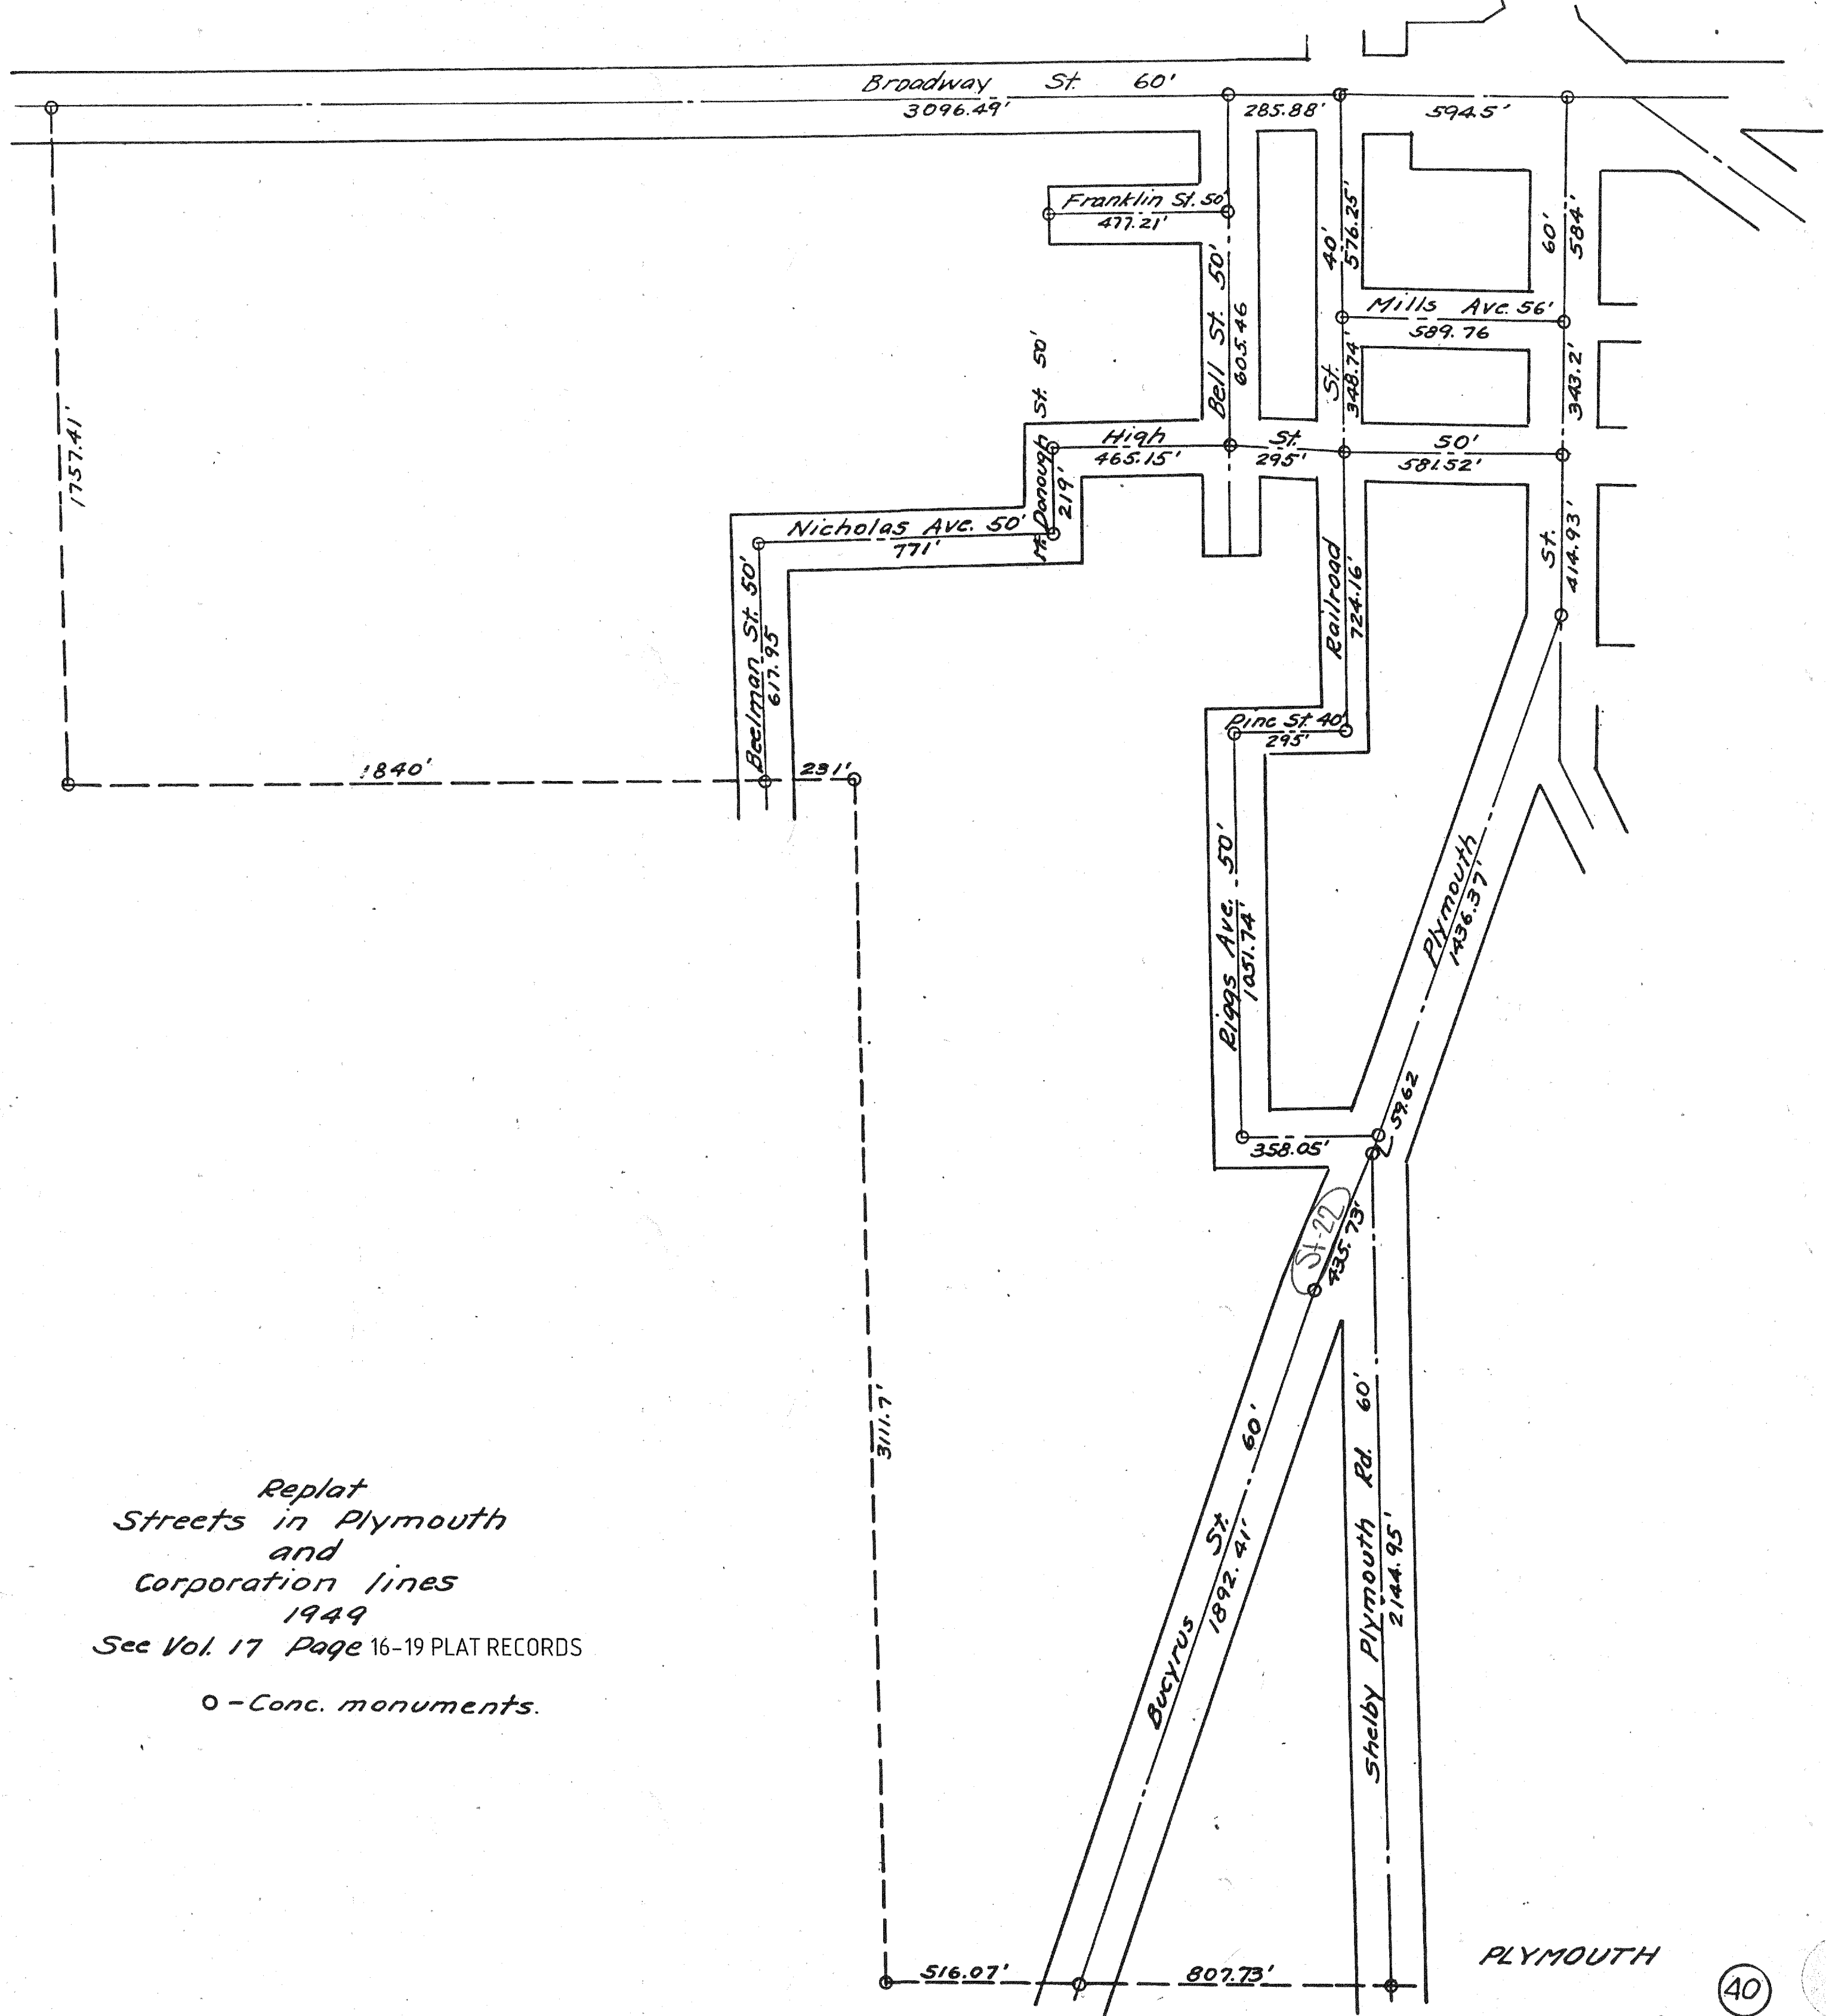 Broadway St. 60'
3096.49'
285.88'
594.5'
Franklin St. 50'
477.21'
Bell St. 50'
605.46
40'
576.25'
60'
584'
Mills Ave. 56'
589.76
St.
348.74'
343.2'
1757.41'
McDonough St. 50'
219'
High St. 50'
465.15'
295'
581.52'
Nicholas Ave. 50'
771'
St.
414.93'
Railroad
724.16'
Beelman St. 50'
617.95
Pine St. 40'
295'
1840'
231'
Riggs Ave. 50'
1051.74'
Plymouth
1436.37'
59.62
358.05'
St-22
435.73'
3111.7'
Bucyrus St. 60'
1892.41'
Shelby Plymouth Rd. 60'
2144.95'
Replat
Streets in Plymouth
and
Corporation lines
1949
See Vol. 17 Page 16-19 PLAT RECORDS
o - Conc. monuments.
516.07'
807.73'
PLYMOUTH
40